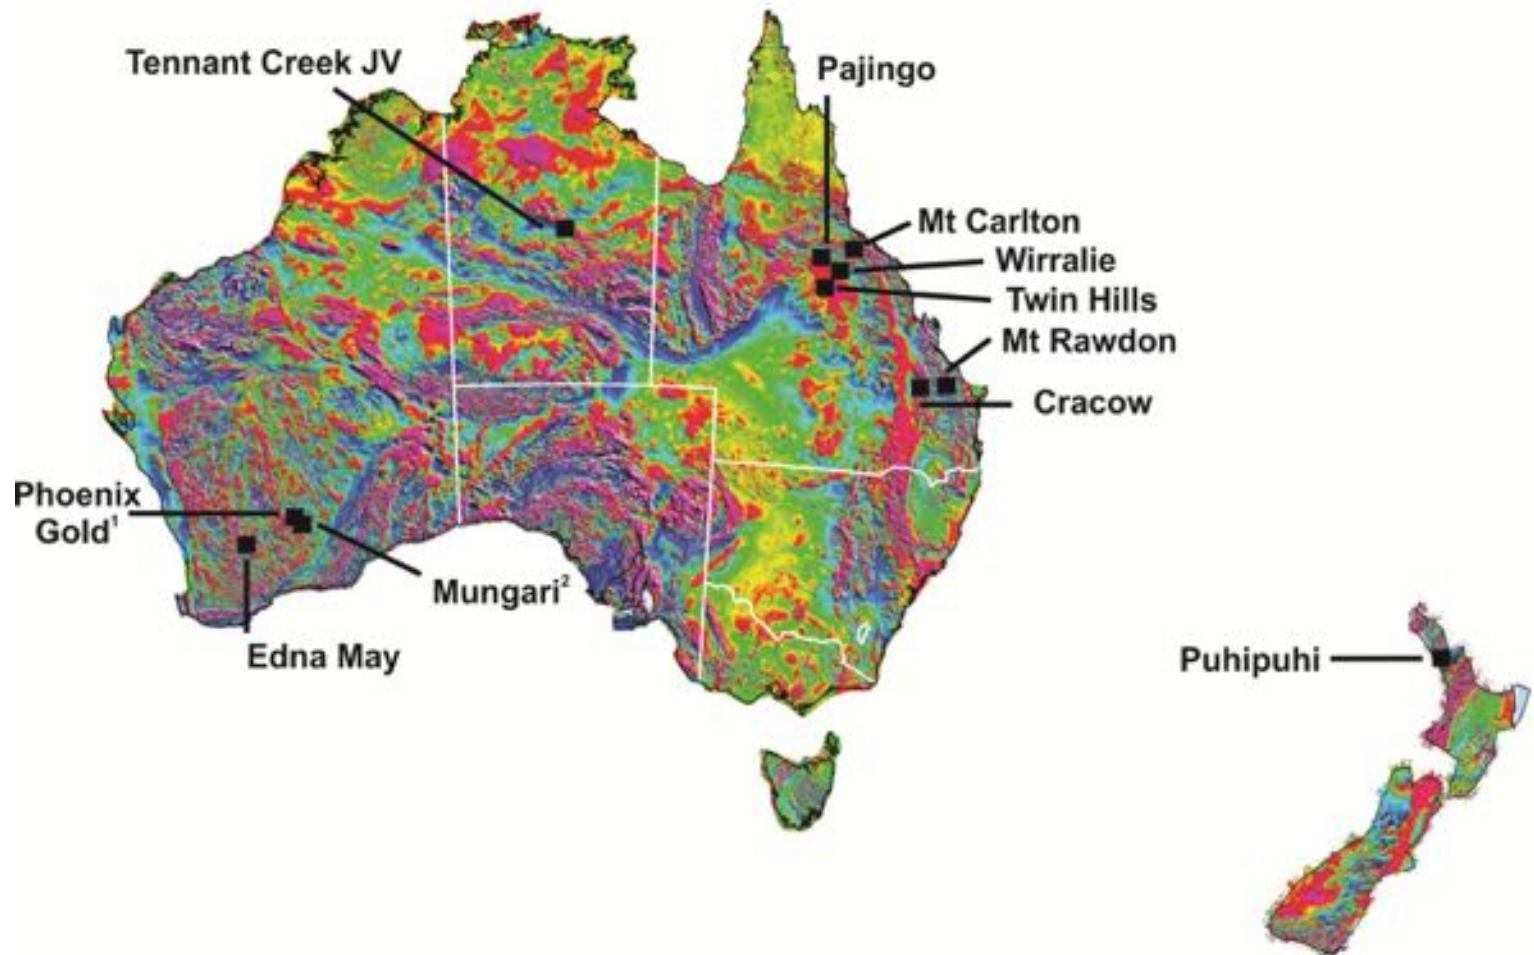 Tennant Creek JV
Pajingo
Mt Carlton
Wirralie
Twin Hills
Mt Rawdon
Cracow
Phoenix
Gold¹
Mungari²
Edna May
Puhipuhi